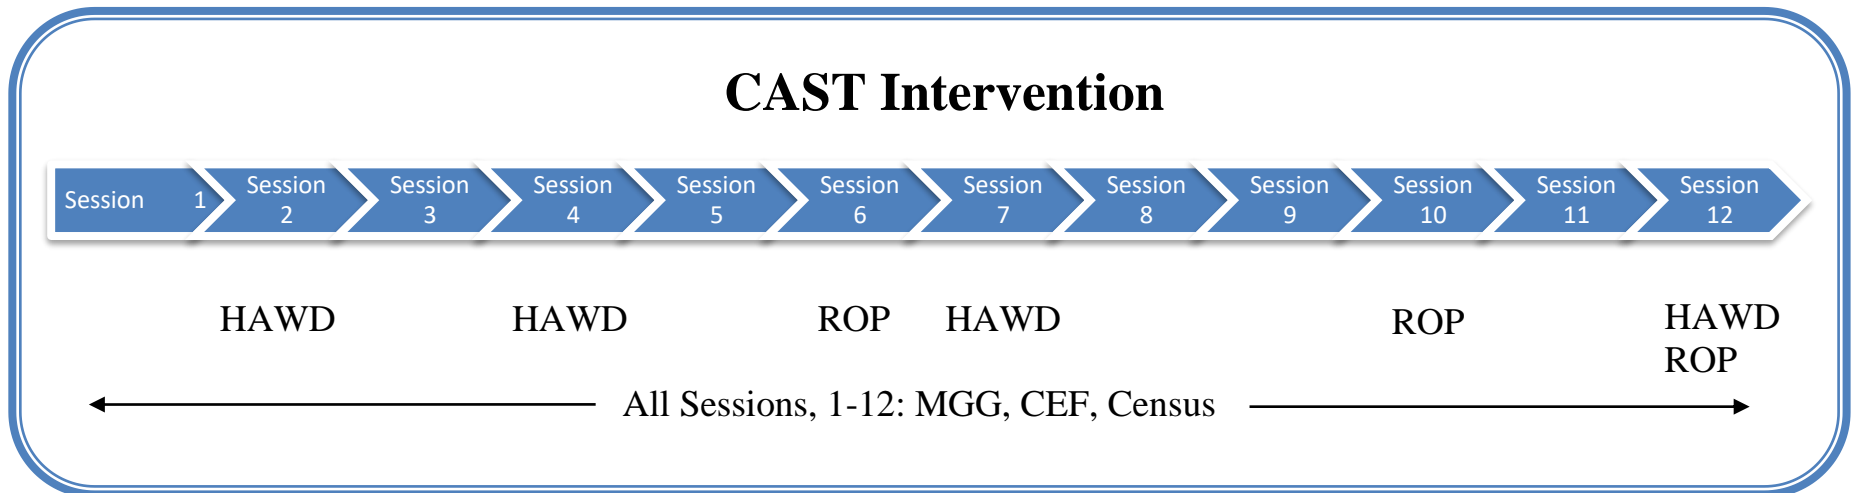 CAST Intervention
Session 1
Session
2
Session
3
Session
4
Session
5
Session
6
Session
7
Session
8
Session
9
Session
10
Session
11
Session
12
HAWD
HAWD
ROP
HAWD
ROP
HAWD
ROP
All Sessions, 1-12: MGG, CEF, Census